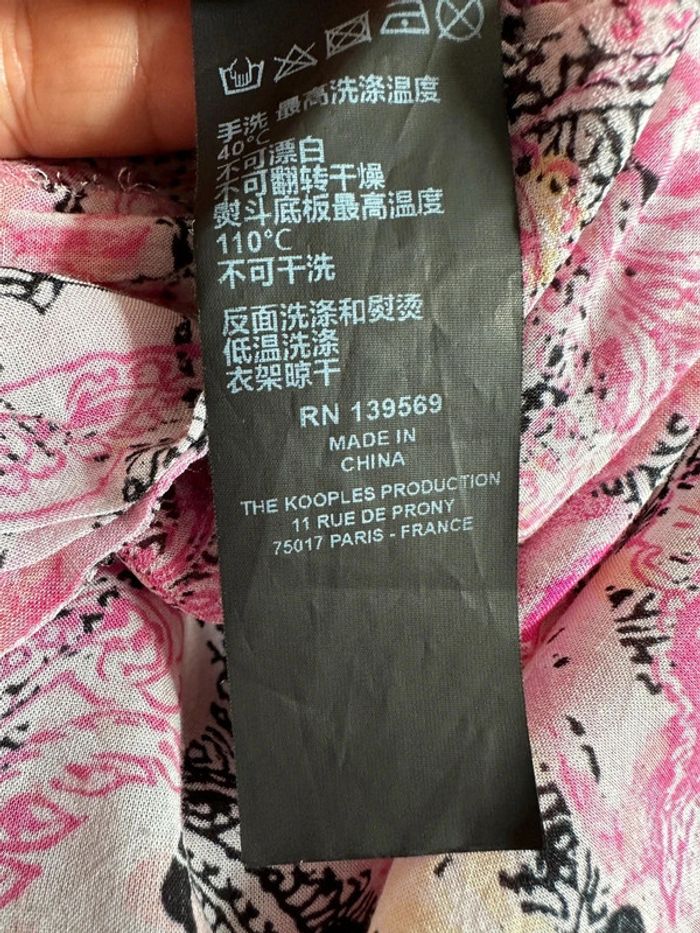 手洗 最高洗涤温度
40°C
不可漂白
不可翻转干燥
熨斗底板最高温度
110°C
不可干洗
反面洗涤和熨烫
低温洗涤
衣架晾干
RN 139569
MADE IN
CHINA
THE KOOPLES PRODUCTION
11 RUE DE PRONY
75017 PARIS - FRANCE